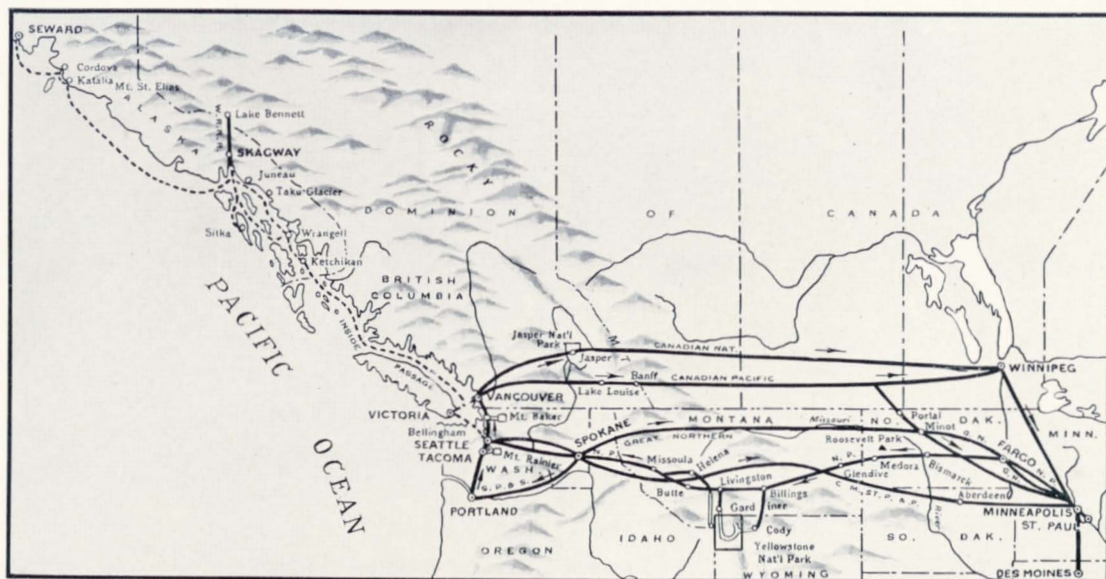 SEWARD
Cordova
Katalla
Mt. St. Elias
ALASKA
W.P.&Y.R.
Lake Bennett
SKAGWAY
Juneau
Taku Glacier
Sitka
Wrangell
Ketchikan
ROCKY
DOMINION OF CANADA
BRITISH
COLUMBIA
PACIFIC
OCEAN
INSIDE
PASSAGE
Jasper Nat'l
Park
Jasper
CANADIAN NAT.
Banff
CANADIAN PACIFIC
Lake Louise
WINNIPEG
VANCOUVER
VICTORIA
Mt. Baker
Bellingham
SEATTLE
TACOMA
Mt. Rainier
WASH.
S. P. & S.
PORTLAND
SPOKANE
MONTANA
GREAT NORTHERN
Missouri
NO. DAK.
Portal
Minot
MINN.
N. P.
Missoula
Helena
Butte
Livingston
Billings
Gardiner
Cody
Yellowstone
Nat'l Park
Roosevelt Park
N. P.
Medora
Glendive
Bismarck
G. N.
FARGO
G. N.
N. P.
C. M. ST. P. & P.
Aberdeen
River
MINNEAPOLIS
ST. PAUL
DES MOINES
OREGON
IDAHO
WYOMING
SO. DAK.